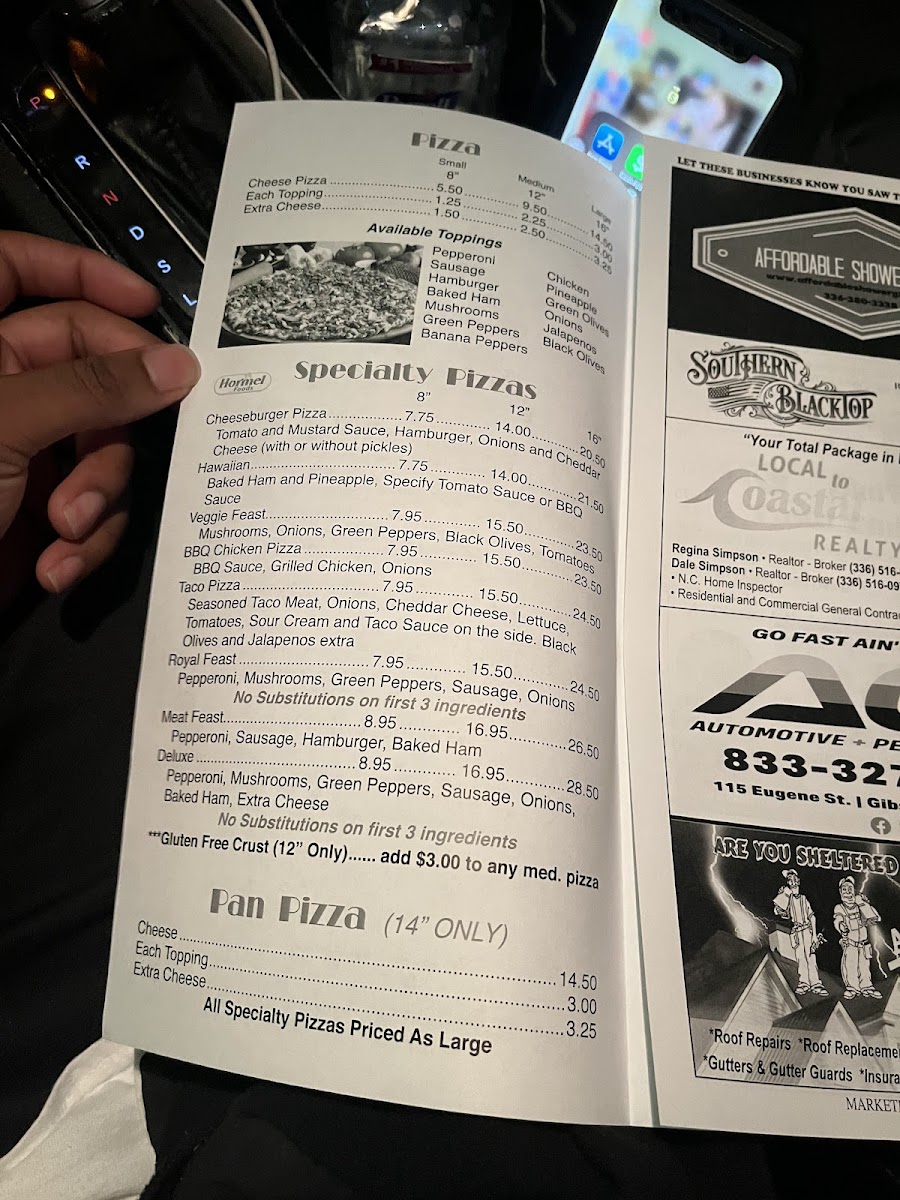 P
R
N
D
S
L
Pizza
Small Medium Large
8" 12" 16"
Cheese Pizza 5.50 9.50 14.50
Each Topping 1.25 2.25 3.00
Extra Cheese 1.50 2.50 3.25
Available Toppings
Pepperoni Chicken
Sausage Pineapple
Hamburger Green Olives
Baked Ham Onions
Mushrooms Jalapenos
Green Peppers Black Olives
Banana Peppers
Hormel Foods
Specialty Pizzas
8" 12" 16"
Cheeseburger Pizza 7.75 14.00 20.50
Tomato and Mustard Sauce, Hamburger, Onions and Cheddar
Cheese (with or without pickles)
Hawaiian 7.75 14.00 21.50
Baked Ham and Pineapple, Specify Tomato Sauce or BBQ
Sauce
Veggie Feast 7.95 15.50 23.50
Mushrooms, Onions, Green Peppers, Black Olives, Tomatoes
BBQ Chicken Pizza 7.95 15.50 23.50
BBQ Sauce, Grilled Chicken, Onions
Taco Pizza 7.95 15.50 24.50
Seasoned Taco Meat, Onions, Cheddar Cheese, Lettuce,
Tomatoes, Sour Cream and Taco Sauce on the side. Black
Olives and Jalapenos extra
Royal Feast 7.95 15.50 24.50
Pepperoni, Mushrooms, Green Peppers, Sausage, Onions
No Substitutions on first 3 ingredients
Meat Feast 8.95 16.95 26.50
Pepperoni, Sausage, Hamburger, Baked Ham
Deluxe 8.95 16.95 28.50
Pepperoni, Mushrooms, Green Peppers, Sausage, Onions,
Baked Ham, Extra Cheese
No Substitutions on first 3 ingredients
***Gluten Free Crust (12" Only)...... add $3.00 to any med. pizza
Pan Pizza (14" ONLY)
Cheese 14.50
Each Topping 3.00
Extra Cheese 3.25
All Specialty Pizzas Priced As Large
LET THESE BUSINESSES KNOW YOU SAW
AFFORDABLE
336-380-3338
SOUTHERN
BLACKTOP
"Your Total Package in
LOCAL to
Coastal
REALTY
Regina Simpson • Realtor - Broker (336) 516-
Dale Simpson • Realtor - Broker (336) 516-09
• N.C. Home Inspector
• Residential and Commercial General
GO FAST AIN'
AUTOMOTIVE +
833-327
115 Eugene St. |
ARE YOU SHELTERED
*Roof Repairs *Roof
*Gutters & Gutter Guards